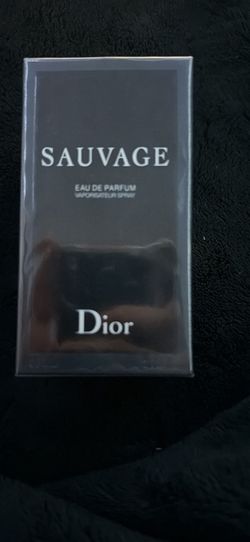 SAUVAGE
EAU DE PARFUM
VAPORISATEUR SPRAY
Dior